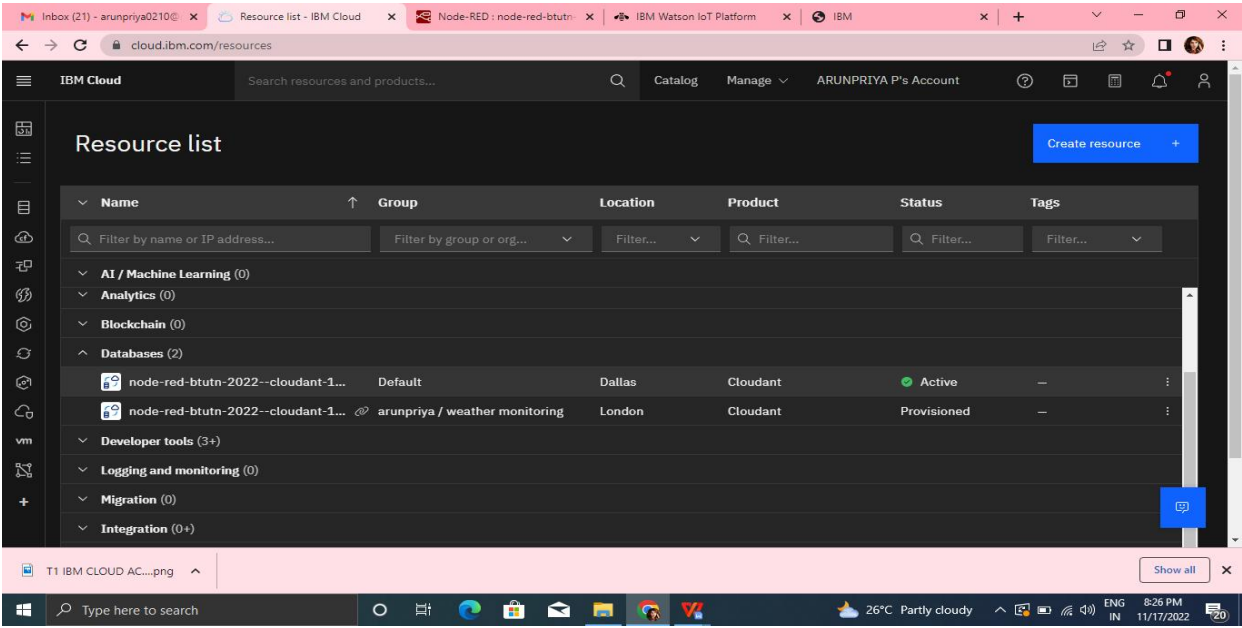 Inbox (21) - arunpriya0210@ Resource list - IBM Cloud Node-RED : node-red-btutn- IBM Watson IoT Platform IBM
cloud.ibm.com/resources
IBM Cloud Search resources and products... Catalog Manage ARUNPRIYA P's Account
Resource list Create resource +
Name Group Location Product Status Tags
Filter by name or IP address... Filter by group or org... Filter... Filter... Filter... Filter...
AI / Machine Learning (0)
Analytics (0)
Blockchain (0)
Databases (2)
node-red-btutn-2022--cloudant-1... Default Dallas Cloudant Active –
node-red-btutn-2022--cloudant-1... arunpriya / weather monitoring London Cloudant Provisioned –
Developer tools (3+)
vm
Logging and monitoring (0)
Migration (0)
Integration (0+)
T1 IBM CLOUD AC....png Show all
Type here to search 26°C Partly cloudy ENG 8:26 PM
IN 11/17/2022 20